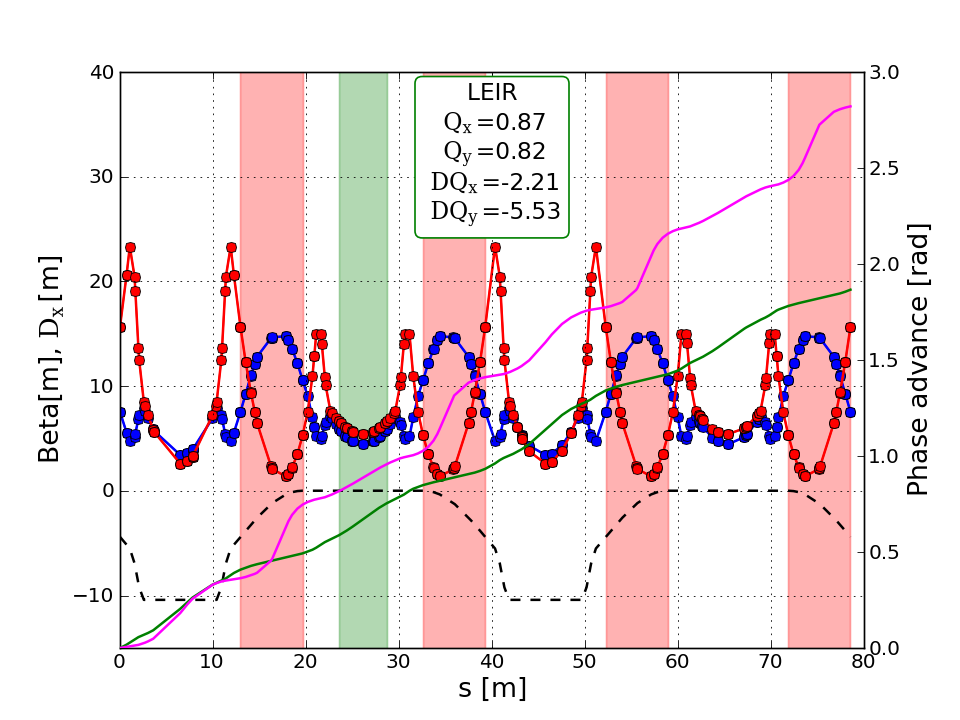 LEIR
Qx=0.87
Qy=0.82
DQx=-2.21
DQy=-5.53
Beta[m], Dx[m]
40
30
20
10
0
−10
0
10
20
30
40
50
60
70
80
s [m]
3.0
2.5
2.0
1.5
1.0
0.5
0.0
Phase advance [rad]